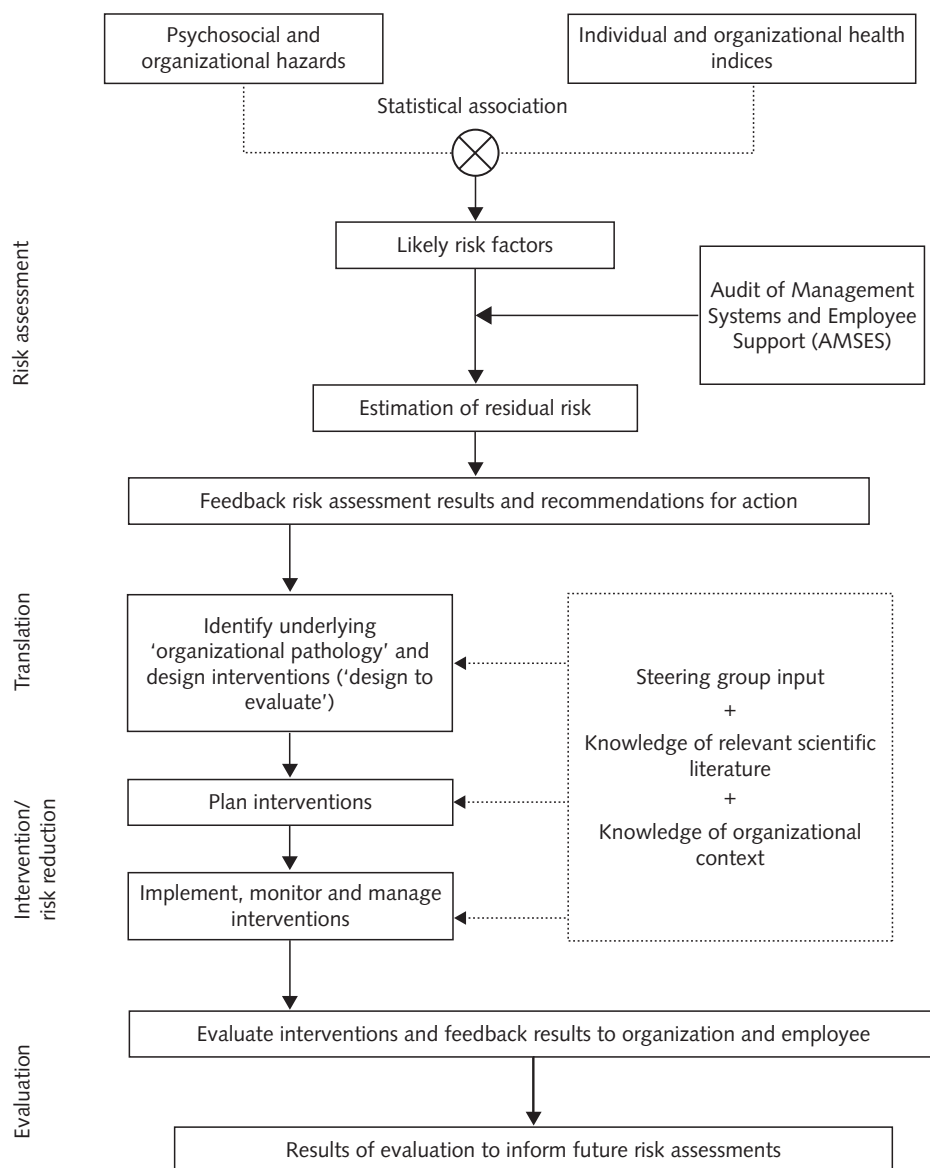 Psychosocial and
organizational hazards
Individual and organizational health
indices
Statistical association
Likely risk factors
Risk assessment
Audit of Management
Systems and Employee
Support (AMSES)
Estimation of residual risk
Feedback risk assessment results and recommendations for action
Translation
Identify underlying
‘organizational pathology’ and
design interventions (‘design to
evaluate’)
Steering group input
+
Knowledge of relevant scientific
literature
+
Knowledge of organizational
context
Intervention/
risk reduction
Plan interventions
Implement, monitor and manage
interventions
Evaluation
Evaluate interventions and feedback results to organization and employee
Results of evaluation to inform future risk assessments